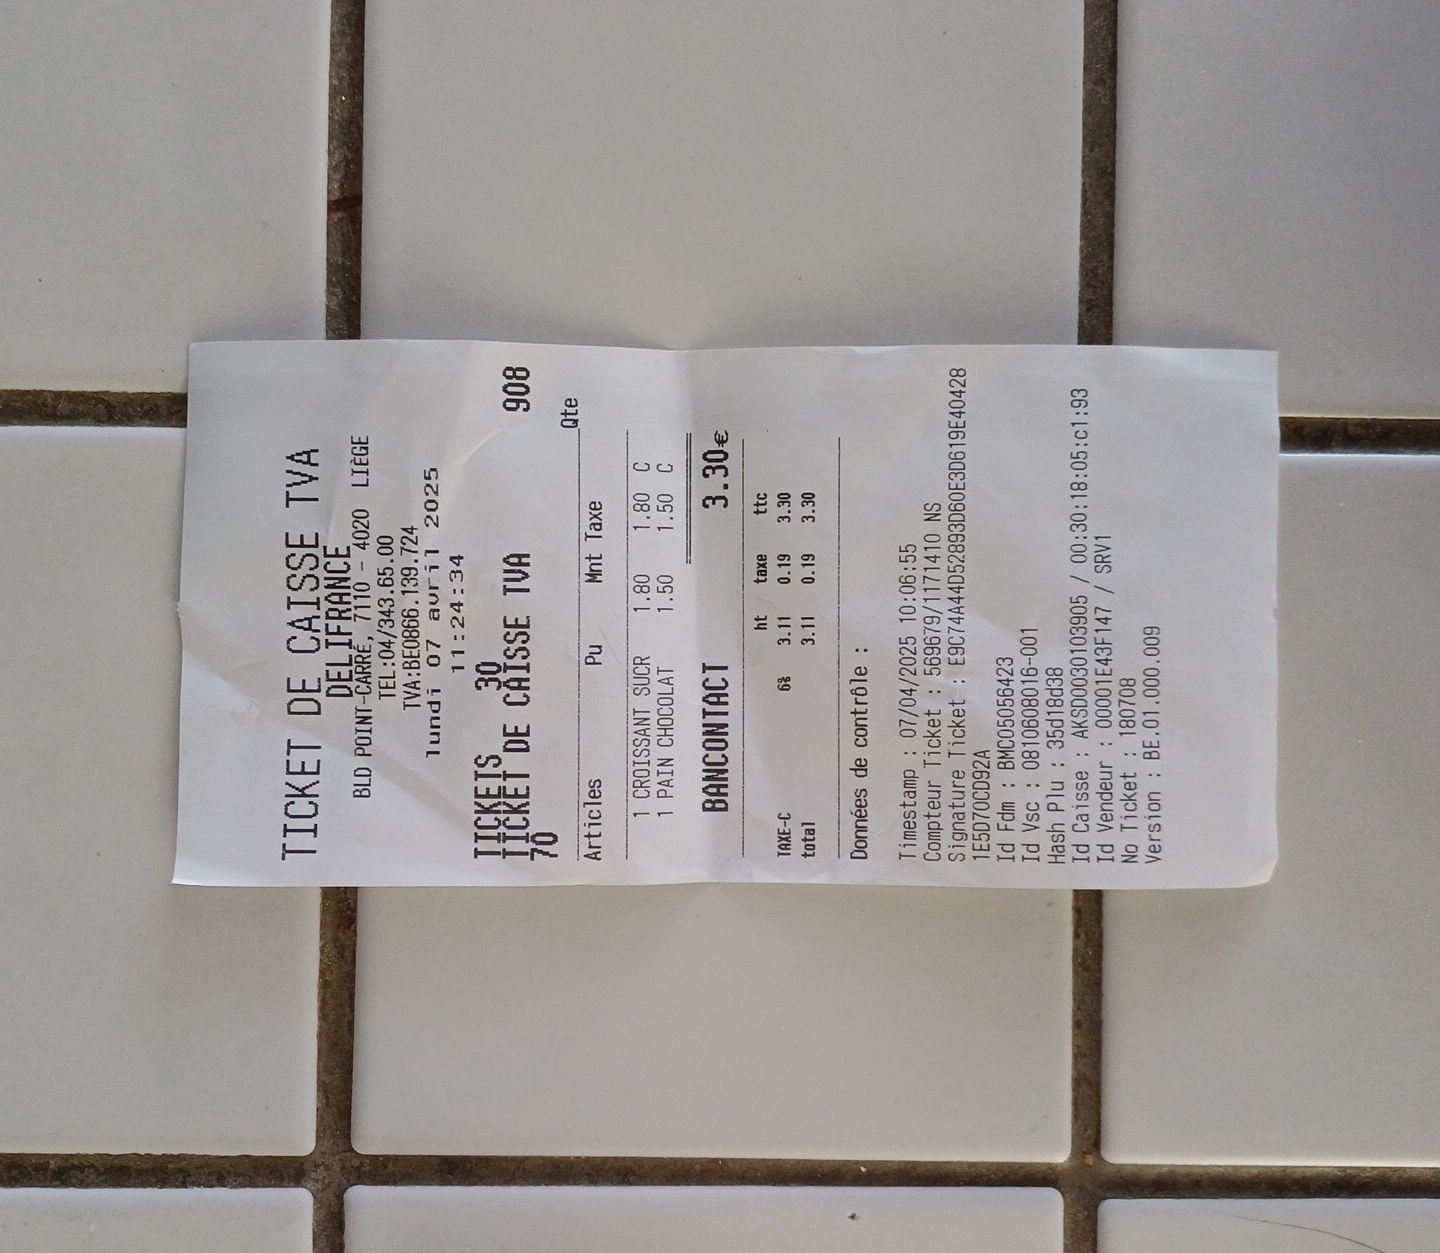 TICKET DE CAISSE TVA
DELIFRANCE
BLD POINT-CARRÉ, 7110 - 4020 LIÈGE
TEL:04/343.65.00
TVA:BE0866.139.724
lundi 07 avril 2025
11:24:34
TICKETS 30
TICKET DE CAISSE TVA 908
70
Qte
Articles Pu Mnt Taxe
1 CROISSANT SUCR 1.80 1.80 C
1 PAIN CHOCOLAT 1.50 1.50 C
BANCONTACT 3.30€
ht taxe ttc
TAXE-C 6% 3.11 0.19 3.30
total 3.11 0.19 3.30
Données de contrôle :
Timestamp : 07/04/2025 10:06:55
Compteur Ticket : 569679/1171410 NS
Signature Ticket : E9C74A44D52893D60E3D619E40428
1E5D70CD92A
Id Fdm : BMC05056423
Id Vsc : 0810608016-001
Hash Plu : 35d18d38
Id Caisse : AKSD0030103905 / 00:30:18:05:c1:93
Id Vendeur : 00001E43F147 / SRV1
No Ticket : 180708
Version : BE.01.000.009